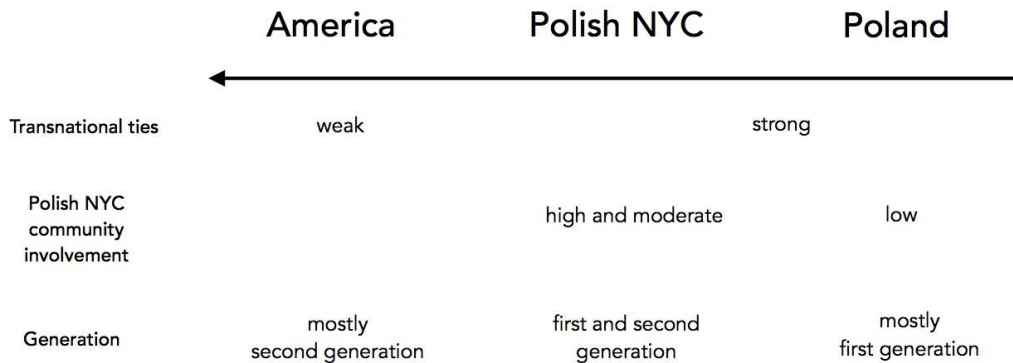 America Polish NYC Poland
Transnational ties weak strong
Polish NYC
community
involvement
high and moderate low
Generation
mostly
second generation
first and second
generation
mostly
first generation